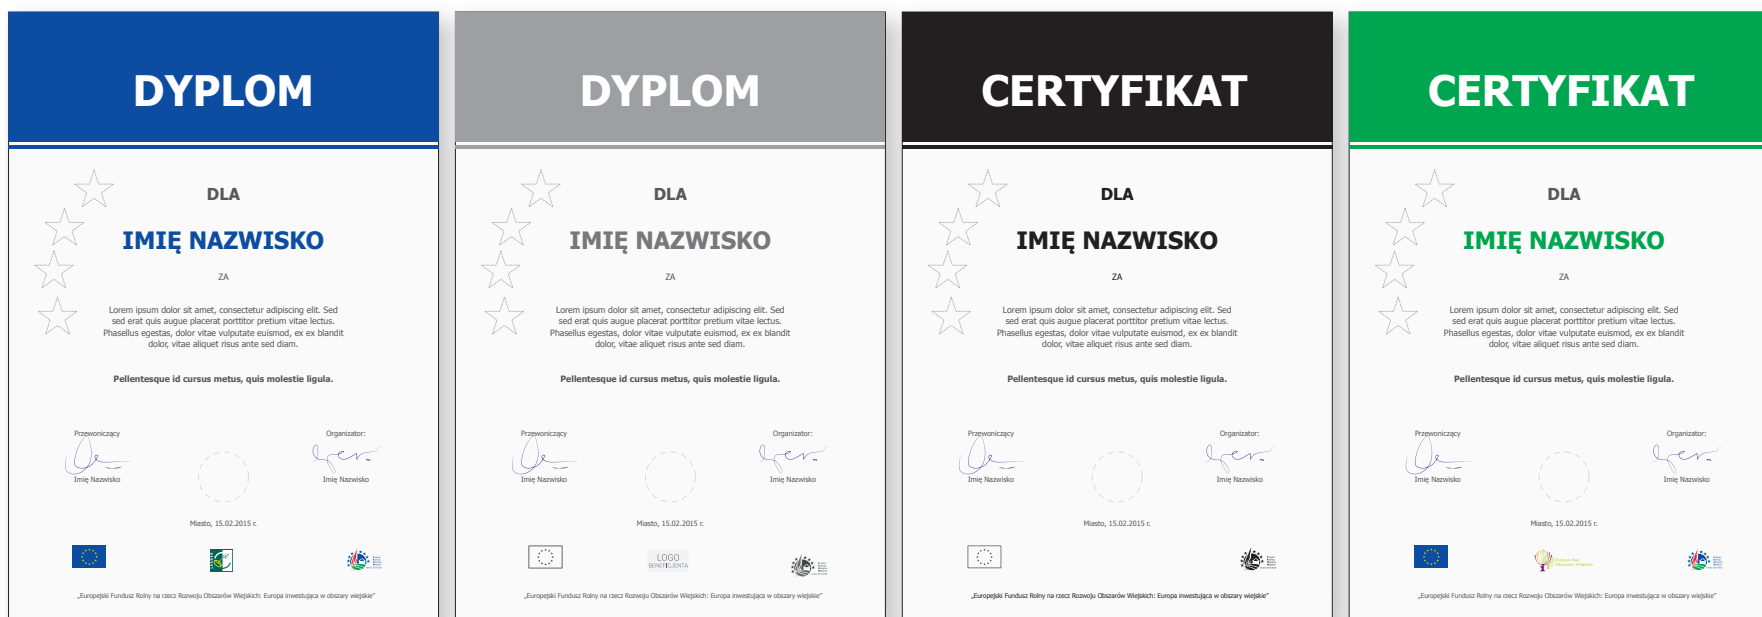 DYPLOM
DLA
IMIĘ NAZWISKO
ZA
Lorem ipsum dolor sit amet, consectetur adipiscing elit. Sed
sed erat quis augue placerat porttitor pretium vitae lectus.
Phasellus egestas, dolor vitae vulputate euismod, ex ex blandit
dolor, vitae aliquet risus ante sed diam.
Pellentesque id cursus metus, quis molestie ligula.
Przewoniczący
Organizator:
Imię Nazwisko
Imię Nazwisko
Miasto, 15.02.2015 r.
„Europejski Fundusz Rolny na rzecz Rozwoju Obszarów Wiejskich: Europa inwestująca w obszary wiejskie”
DYPLOM
DLA
IMIĘ NAZWISKO
ZA
Lorem ipsum dolor sit amet, consectetur adipiscing elit. Sed
sed erat quis augue placerat porttitor pretium vitae lectus.
Phasellus egestas, dolor vitae vulputate euismod, ex ex blandit
dolor, vitae aliquet risus ante sed diam.
Pellentesque id cursus metus, quis molestie ligula.
Przewoniczący
Organizator:
Imię Nazwisko
Imię Nazwisko
Miasto, 15.02.2015 r.
LOGO
BENEFICJENTA
„Europejski Fundusz Rolny na rzecz Rozwoju Obszarów Wiejskich: Europa inwestująca w obszary wiejskie”
CERTYFIKAT
DLA
IMIĘ NAZWISKO
ZA
Lorem ipsum dolor sit amet, consectetur adipiscing elit. Sed
sed erat quis augue placerat porttitor pretium vitae lectus.
Phasellus egestas, dolor vitae vulputate euismod, ex ex blandit
dolor, vitae aliquet risus ante sed diam.
Pellentesque id cursus metus, quis molestie ligula.
Przewoniczący
Organizator:
Imię Nazwisko
Imię Nazwisko
Miasto, 15.02.2015 r.
„Europejski Fundusz Rolny na rzecz Rozwoju Obszarów Wiejskich: Europa inwestująca w obszary wiejskie”
CERTYFIKAT
DLA
IMIĘ NAZWISKO
ZA
Lorem ipsum dolor sit amet, consectetur adipiscing elit. Sed
sed erat quis augue placerat porttitor pretium vitae lectus.
Phasellus egestas, dolor vitae vulputate euismod, ex ex blandit
dolor, vitae aliquet risus ante sed diam.
Pellentesque id cursus metus, quis molestie ligula.
Przewoniczący
Organizator:
Imię Nazwisko
Imię Nazwisko
Miasto, 15.02.2015 r.
Obszarów Wiejskich
„Europejski Fundusz Rolny na rzecz Rozwoju Obszarów Wiejskich: Europa inwestująca w obszary wiejskie”